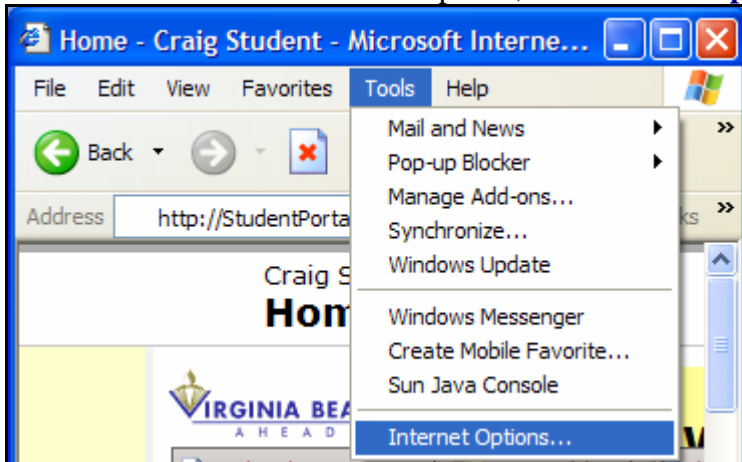 Home - Craig Student - Microsoft Interne...
File Edit View Favorites Tools Help
Back
Mail and News
Pop-up Blocker
Manage Add-ons...
Synchronize...
Windows Update
Windows Messenger
Create Mobile Favorite...
Sun Java Console
Internet Options...
Address http://StudentPorta
Craig S
Hom
VIRGINIA BEA
AHEAD